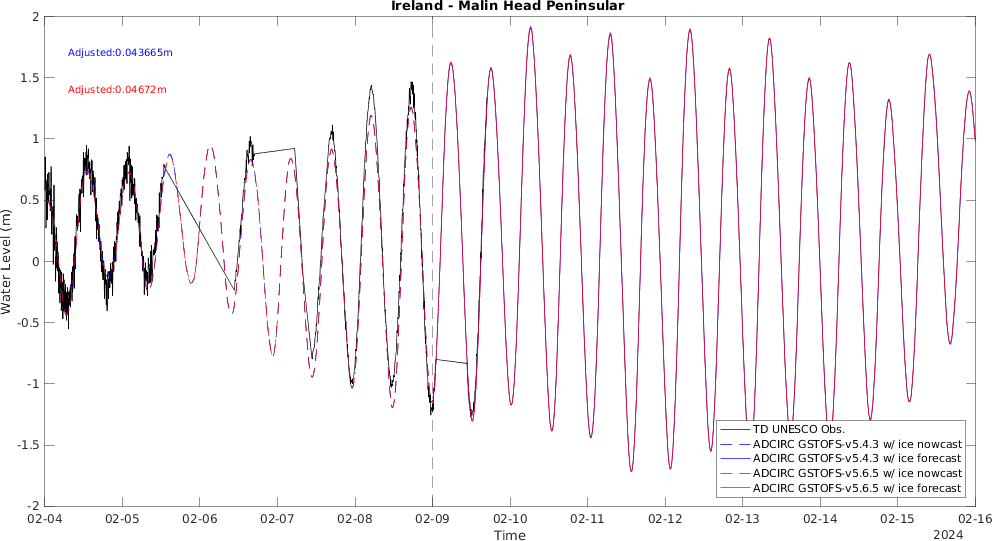 Ireland - Malin Head Peninsular
2
1.5
1
0.5
0
-0.5
-1
-1.5
-2
Water Level (m)
Adjusted:0.043665m
Adjusted:0.04672m
TD UNESCO Obs.
ADCIRC GSTOFS-v5.4.3 w/ ice nowcast
ADCIRC GSTOFS-v5.4.3 w/ ice forecast
ADCIRC GSTOFS-v5.6.5 w/ ice nowcast
ADCIRC GSTOFS-v5.6.5 w/ ice forecast
02-04 02-05 02-06 02-07 02-08 02-09 02-10 02-11 02-12 02-13 02-14 02-15 02-16
Time
2024